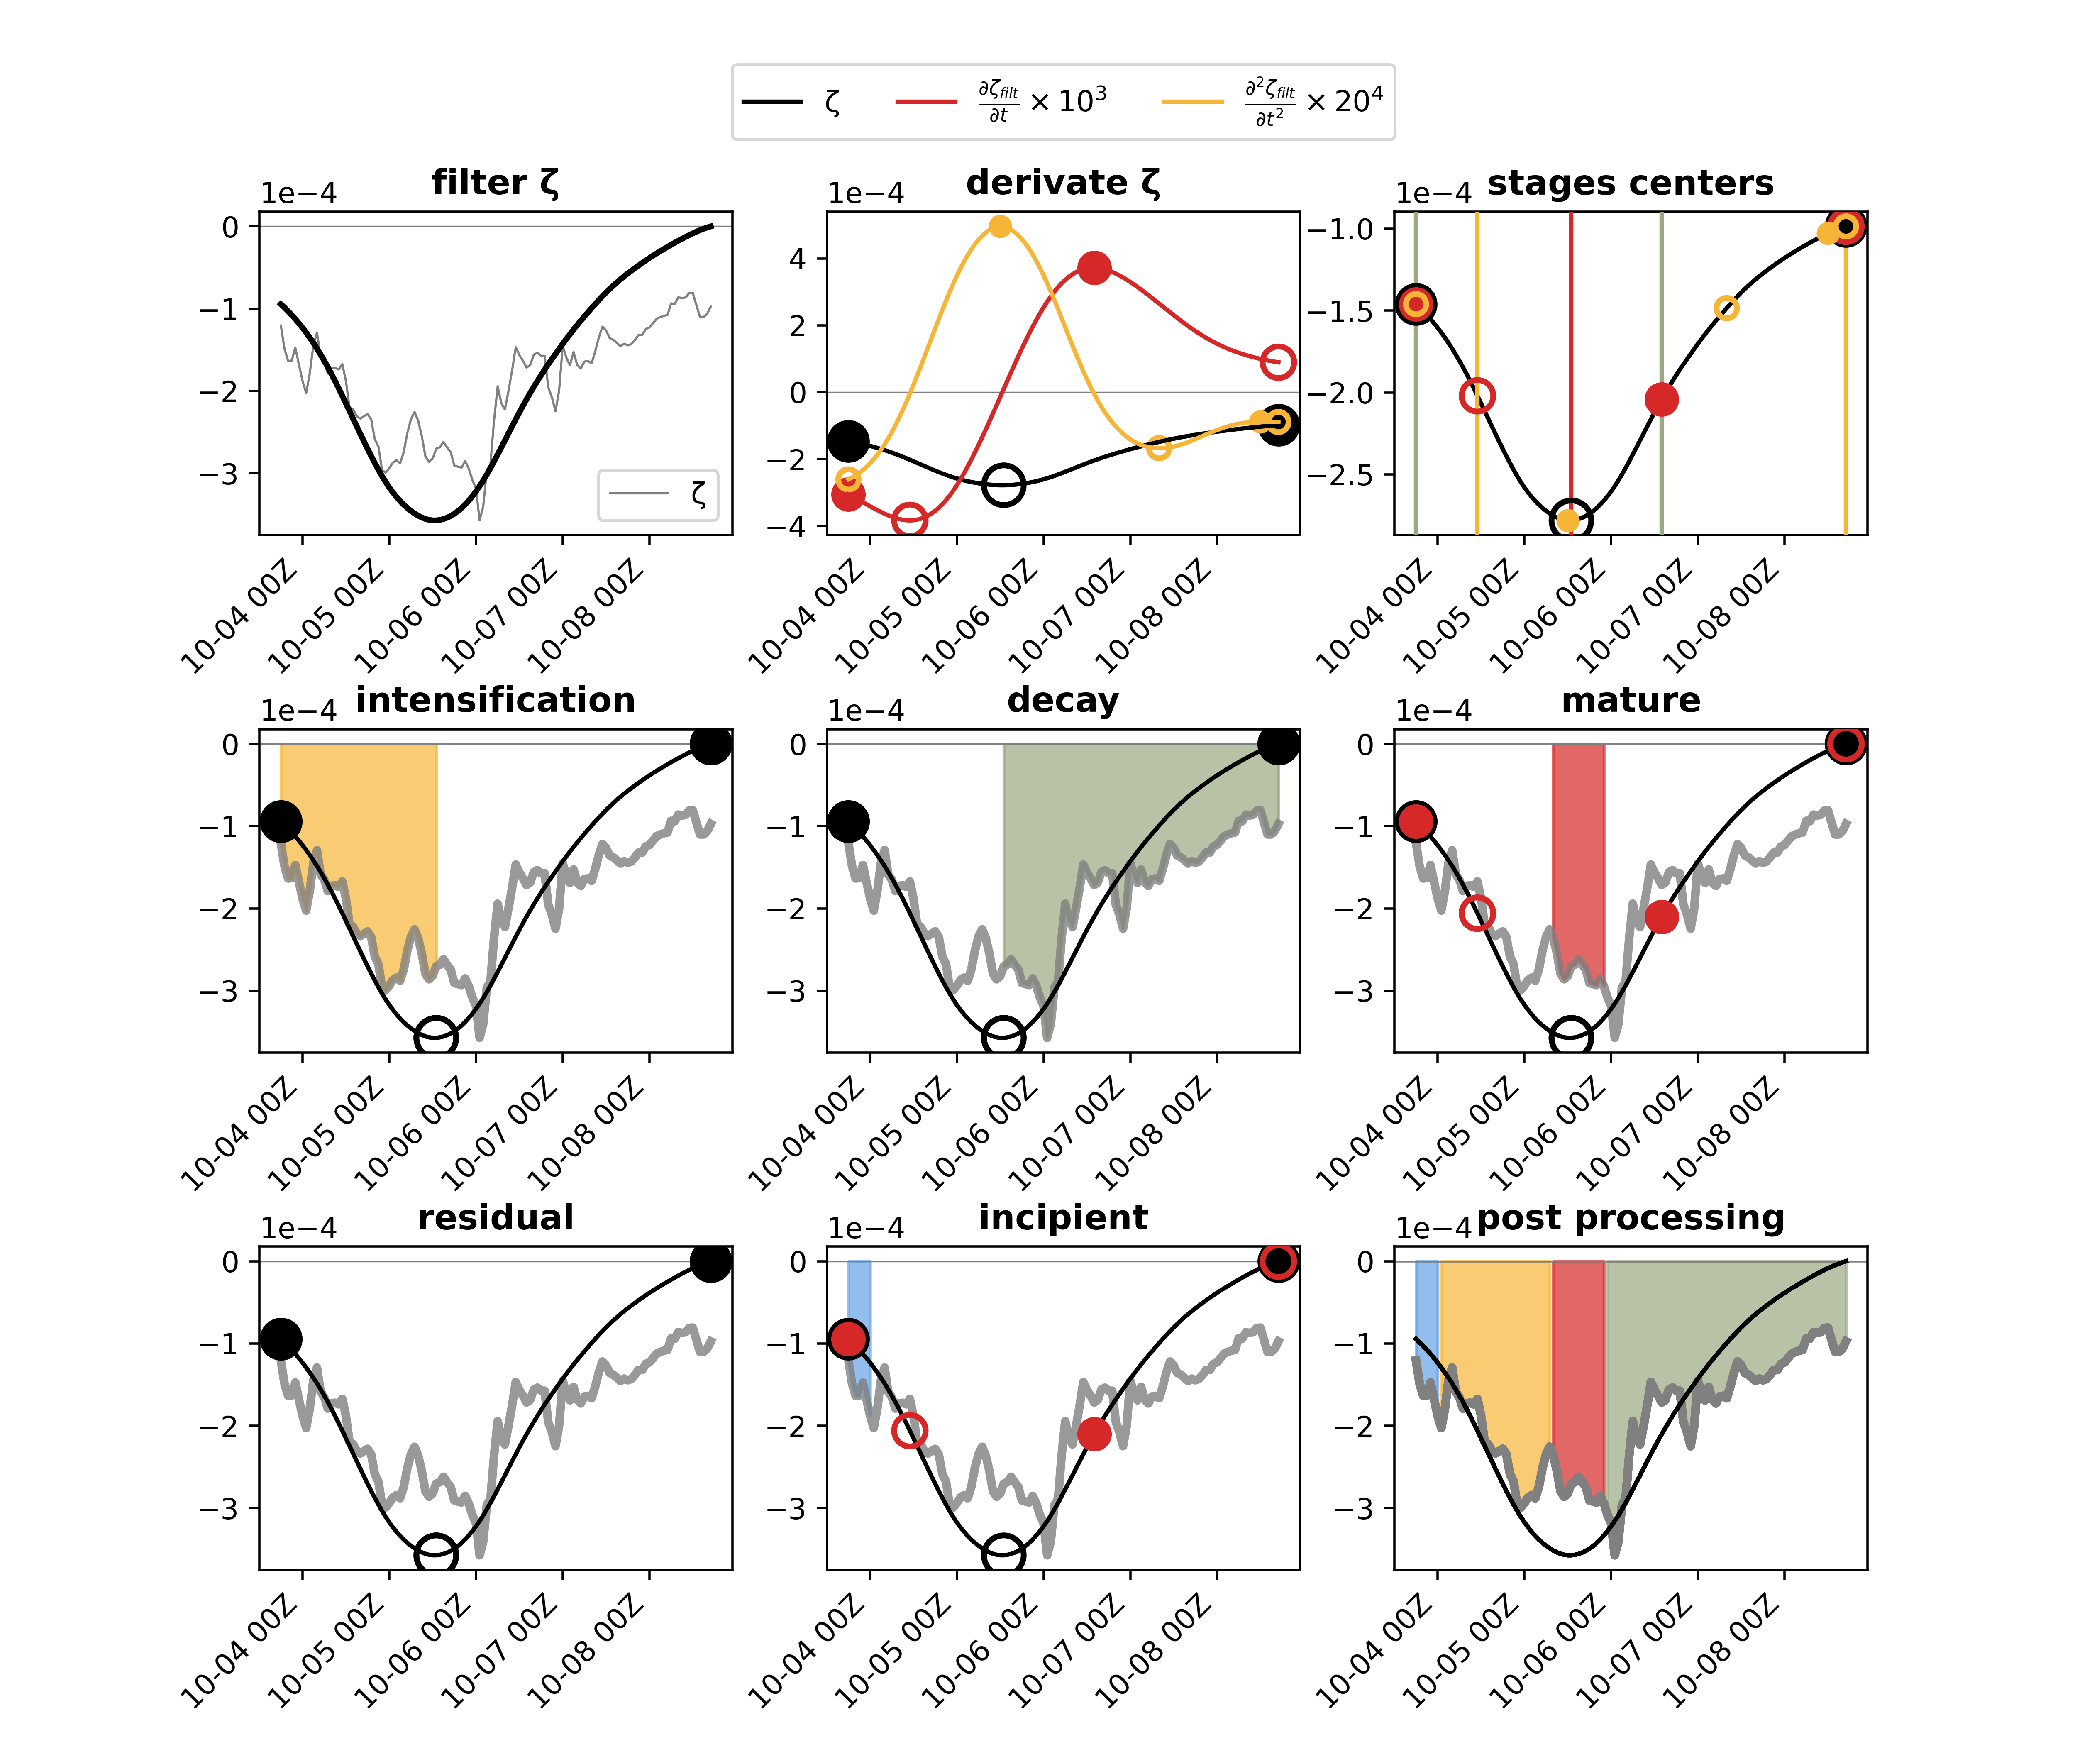 ζ ∂ζ_filt/∂t × 10³ ∂²ζ_filt/∂t² × 20⁴
filter ζ
1e−4
0
−1
−2
−3
ζ
10-04 00Z
10-05 00Z
10-06 00Z
10-07 00Z
10-08 00Z
derivate ζ
1e−4
4
2
0
−2
−4
10-04 00Z
10-05 00Z
10-06 00Z
10-07 00Z
10-08 00Z
stages centers
1e−4
−1.0
−1.5
−2.0
−2.5
10-04 00Z
10-05 00Z
10-06 00Z
10-07 00Z
10-08 00Z
intensification
1e−4
0
−1
−2
−3
10-04 00Z
10-05 00Z
10-06 00Z
10-07 00Z
10-08 00Z
decay
1e−4
0
−1
−2
−3
10-04 00Z
10-05 00Z
10-06 00Z
10-07 00Z
10-08 00Z
mature
1e−4
0
−1
−2
−3
10-04 00Z
10-05 00Z
10-06 00Z
10-07 00Z
10-08 00Z
residual
1e−4
0
−1
−2
−3
10-04 00Z
10-05 00Z
10-06 00Z
10-07 00Z
10-08 00Z
incipient
1e−4
0
−1
−2
−3
10-04 00Z
10-05 00Z
10-06 00Z
10-07 00Z
10-08 00Z
post processing
1e−4
0
−1
−2
−3
10-04 00Z
10-05 00Z
10-06 00Z
10-07 00Z
10-08 00Z